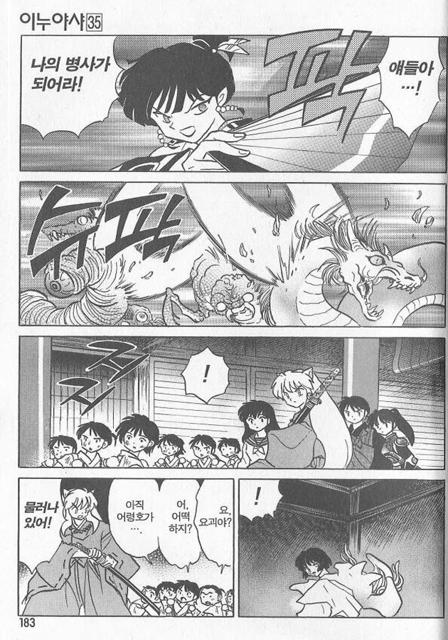 이누야샤 35
얘들아
…!
팍
나의 병사가
되어라!
슈팍
!
!
요,
요괴야?
어,
어떡
하지?
아직
어령호가
….
물러나
있어!
183